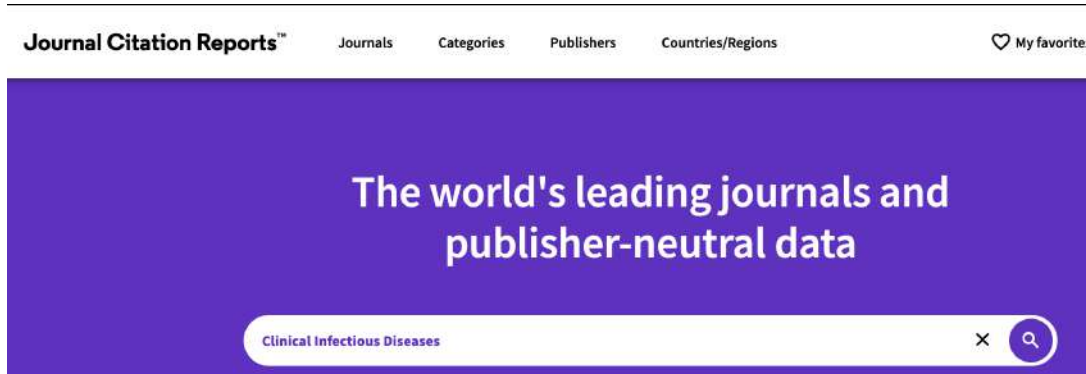 Journal Citation Reports™ Journals Categories Publishers Countries/Regions My favorite
The world's leading journals and
publisher-neutral data
Clinical Infectious Diseases